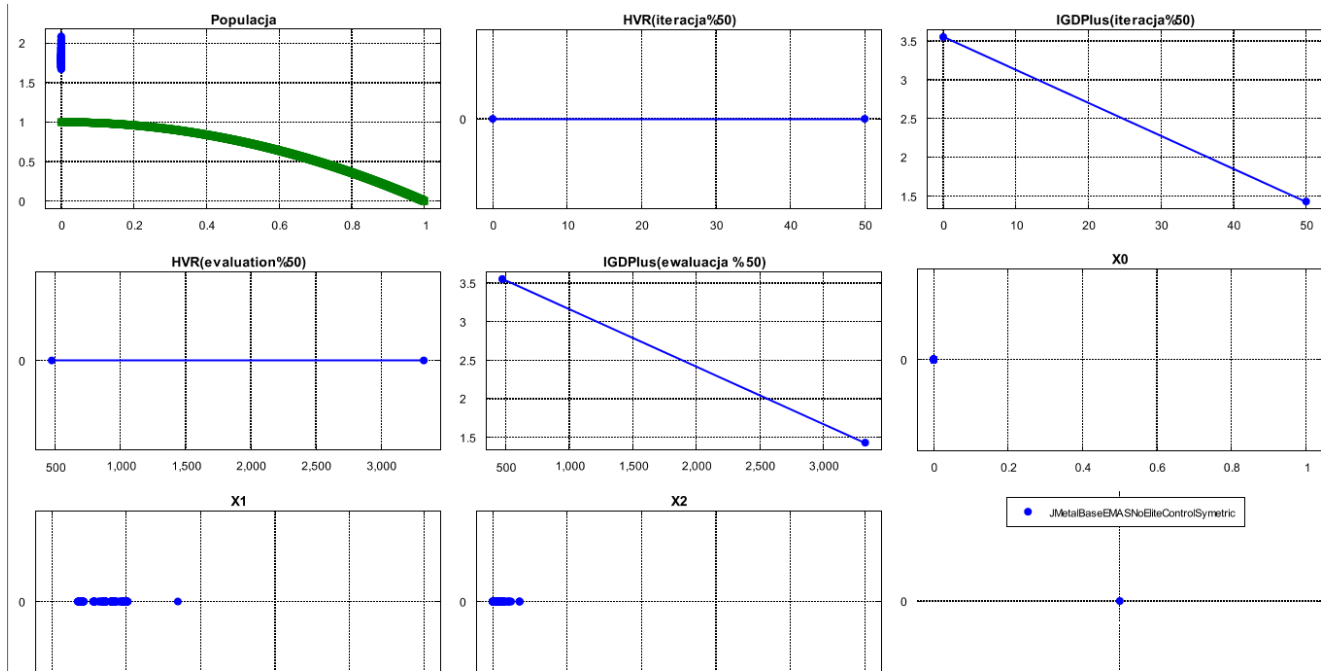 Populacja
2
1.5
1
0.5
0
0 0.2 0.4 0.6 0.8 1
HVR(iteracja%50)
0
0 10 20 30 40 50
IGDPlus(iteracja%50)
3.5
3
2.5
2
1.5
0 10 20 30 40 50
HVR(evaluation%50)
0
500 1,000 1,500 2,000 2,500 3,000
IGDPlus(ewaluacja %50)
3.5
3
2.5
2
1.5
500 1,000 1,500 2,000 2,500 3,000
X0
0
0 0.2 0.4 0.6 0.8 1
X1
0
X2
0
JMetalBaseEMASNoEliteControlSymetric
0